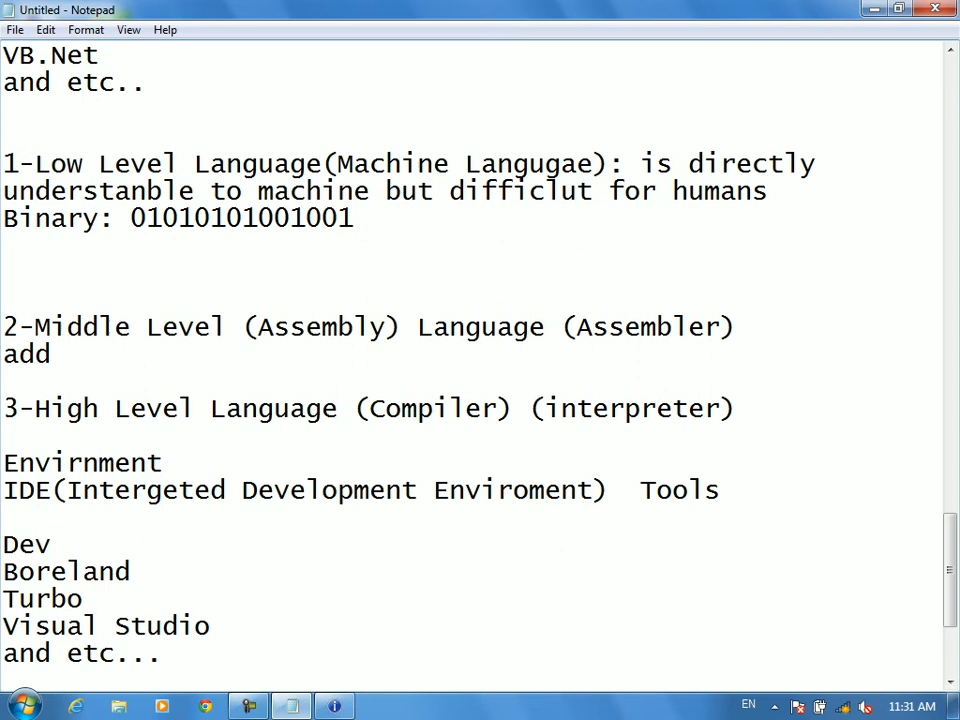 Untitled - Notepad
File Edit Format View Help
VB.Net
and etc..
1-Low Level Language(Machine Langugae): is directly
understanble to machine but difficlut for humans
Binary: 01010101001001
2-Middle Level (Assembly) Language (Assembler)
add
3-High Level Language (Compiler) (interpreter)
Envirnment
IDE(Intergeted Development Enviroment)  Tools
Dev
Boreland
Turbo
Visual Studio
and etc...
EN
11:31 AM